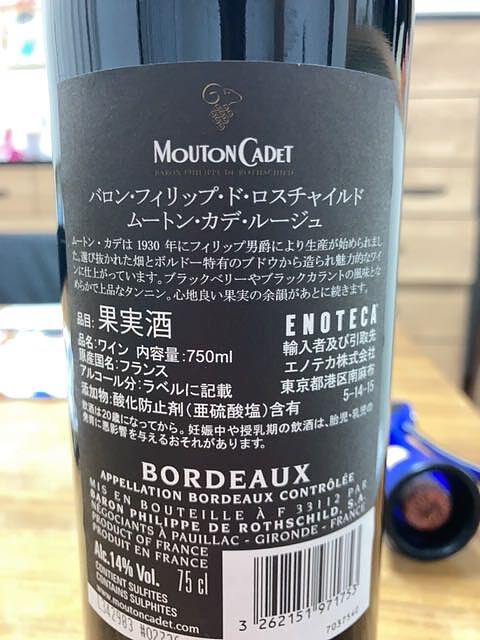 MOUTON CADET
BARON PHILIPPE DE ROTHSCHILD
バロン・フィリップ・ド・ロスチャイルド
ムートン・カデ・ルージュ
ムートン・カデは 1930 年にフィリップ男爵により生産が始められまし
た。選び抜かれた畑とボルドー特有のブドウから造られ魅力的なワイ
ンに仕上がっています。ブラックベリーやブラックカラントの風味とな
めらかで上品なタンニン。心地良い果実の余韻があとに続きます。
品目:果実酒
品名:ワイン 内容量:750ml
原産国名:フランス
アルコール分:ラベルに記載
添加物:酸化防止剤(亜硫酸塩)含有
ENOTECA
輸入者及び引取先
エノテカ株式会社
東京都港区南麻布
5-14-15
飲酒は20歳になってから。妊娠中や授乳期の飲酒は、胎児・乳児の
発育に悪影響を与えるおそれがあります。
BORDEAUX
APPELLATION BORDEAUX CONTRÔLÉE
MIS EN BOUTEILLE À F 33112 PAR
BARON PHILIPPE DE ROTHSCHILD, S.A.
NÉGOCIANTS À PAUILLAC - GIRONDE - FRANCE
PRODUCT OF FRANCE
PRODUIT EN FRANCE
Alc.14% Vol. 75 cl
CONTIENT SULFITES
CONTAINS SULPHITES
www.moutoncadet.com
3 262151 971753
7037540